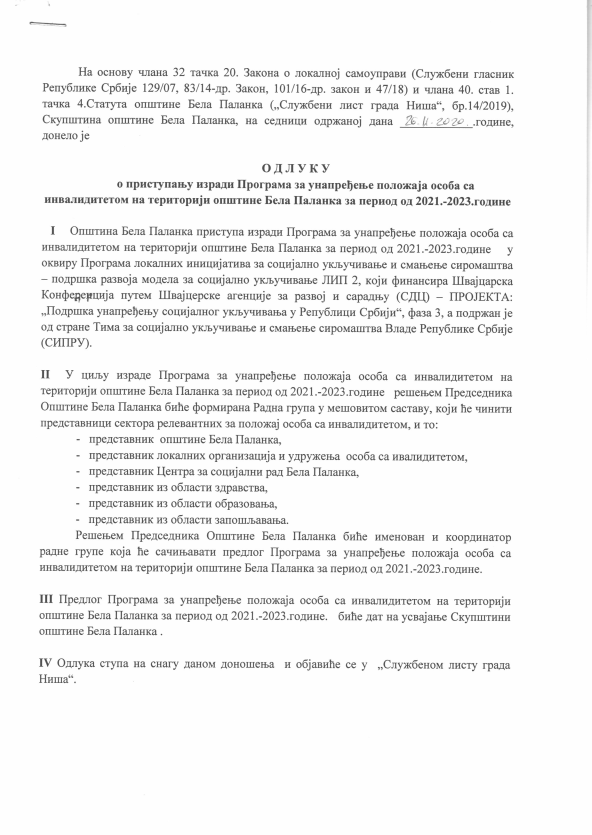 На основу члана 32 тачка 20. Закона о локалној самоуправи (Службени гласник
Републике Србије 129/07, 83/14-др. Закон, 101/16-др. закон и 47/18) и члана 40. став 1.
тачка 4.Статута општине Бела Паланка („Службени лист града Ниша“, бр.14/2019),
Скупштина општине Бела Паланка, на седници одржаној дана 26.11.2020. .године,
донело је
О Д Л У К У
о приступању изради Програма за унапређење положаја особа са
инвалидитетом на територији општине Бела Паланка за период од 2021.-2023.године
I Општина Бела Паланка приступа изради Програма за унапређење положаја особа са
инвалидитетом на територији општине Бела Паланка за период од 2021.-2023.године у
оквиру Програма локалних иницијатива за социјално укључивање и смањење сиромаштва
– подршка развоја модела за социјално укључивање ЛИП 2, који финансира Швајцарска
Конфедерција путем Швајцерске агенције за развој и сарадњу (СДЦ) – ПРОЈЕКТА:
„Подршка унапређењу социјалног укључивања у Републици Србији“, фаза 3, а подржан је
од стране Тима за социјално укључивање и смањење сиромаштва Владе Републике Србије
(СИПРУ).
II У циљу израде Програма за унапређење положаја особа са инвалидитетом на
територији општине Бела Паланка за период од 2021.-2023.године решењем Председника
Општине Бела Паланка биће формирана Радна група у мешовитом саставу, који ће чинити
представници сектора релевантних за положај особа са инвалидитетом, и то:
- представник општине Бела Паланка,
- представник локалних организација и удружења особа са ивалидитетом,
- представник Центра за социјални рад Бела Паланка,
- представник из области здравства,
- представник из области образовања,
- представник из области запошљавања.
Решењем Председника Општине Бела Паланка биће именован и координатор
радне групе која ће сачињавати предлог Програма за унапређење положаја особа са
инвалидитетом на територији општине Бела Паланка за период од 2021.-2023.године.
III Предлог Програма за унапређење положаја особа са инвалидитетом на територији
општине Бела Паланка за период од 2021.-2023.године. биће дат на усвајање Скупштини
општине Бела Паланка .
IV Одлука ступа на снагу даном доношења и објавиће се у „Службеном листу града
Ниша“.